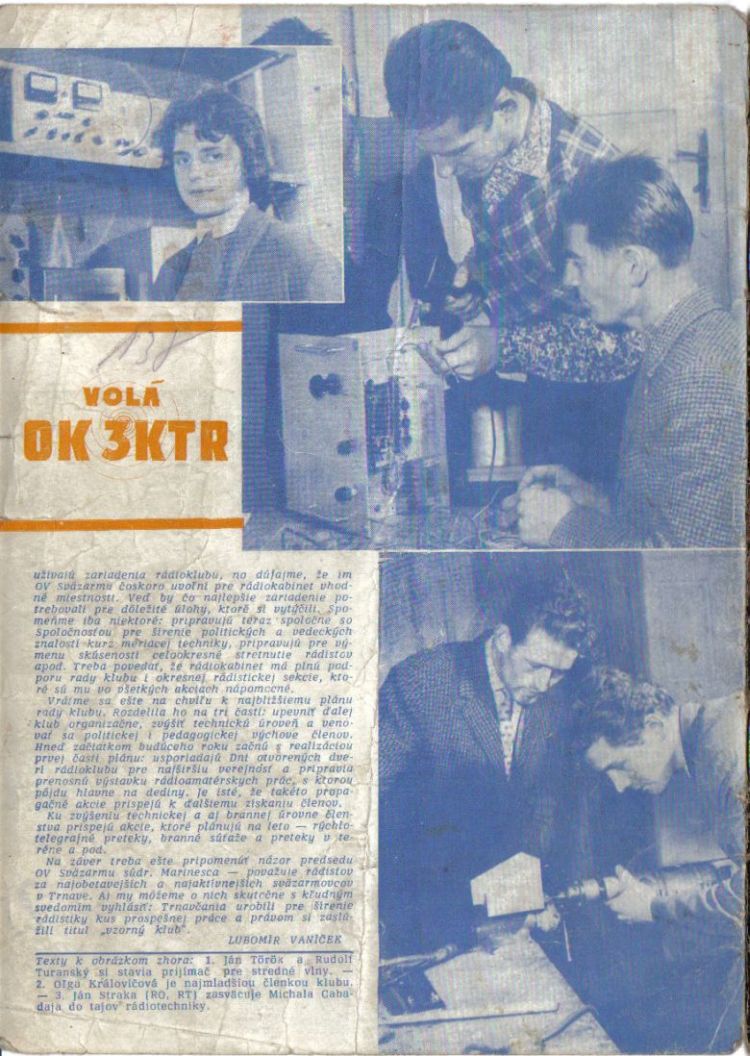 138
VOLÁ
OK3KTR
užívajú zariadenia rádioklubu, no dúfajme, že im
OV Sväzarmu čoskoro uvoľní pre rádiokabinet vhod-
né miestnosti. Veď by čo najlepšie zariadenie po-
trebovali pre dôležité úlohy, ktoré si vytýčili. Spo-
meňme iba niektoré: pripravujú teraz spoločne so
Spoločnosťou pre šírenie politických a vedeckých
znalostí kurz meriacej techniky, pripravujú pre vý-
menu skúseností celookresné stretnutie rádistov
apod. Treba povedať, že rádiokabinet má plnú pod-
poru rady klubu i okresnej rádistickej sekcie, kto-
ré sú mu vo všetkých akciach nápomocné.
Vráťme sa ešte na chvíľu k najbližšiemu plánu
rady klubu. Rozdelila ho na tri časti: upevniť ďalej
klub organizačne, zvýšiť technickú úroveň a veno-
vať sa politickej i pedagogickej výchove členov.
Hneď začiatkom budúceho roku začnú s realizáciou
prvej časti plánu: usporiadajú Dni otvorených dve-
rí rádioklubu pre najširšiu verejnosť a pripravia
prenosnú výstavku rádioamatérskych prác, s ktorou
pôjdu hlavne na dediny. Je isté, že takéto propa-
gačné akcie prispejú k ďalšiemu získaniu členov.
Ku zvýšeniu technickej a aj brannej úrovne člen-
stva prispejú akcie, ktoré plánujú na leto — rýchlo-
telegrafné preteky, branné súťaže a preteky v te-
réne a pod.
Na záver treba ešte pripomenúť názor predsedu
OV Sväzarmu súdr. Marinesca — považuje rádistov
za najobetavejších a najaktívnejších sväzarmovcov
v Trnave. Aj my môžeme o nich skutočne s kľudným
svedomím vyhlásiť: Trnavčania urobili pre šírenie
rádistiky kus prospešnej práce a právom si zaslú-
žili titul „vzorný klub".
LUBOMÍR VANÍČEK
Texty k obrázkom zhora: 1. Ján Török a Rudolf
Turanský si stavia prijímač pre stredné vlny. —
2. Oľga Královičová je najmladšiou členkou klubu.
— 3. Ján Straka (RO, RT) zasväcuje Michala Caba-
daja do tajov rádiotechniky.